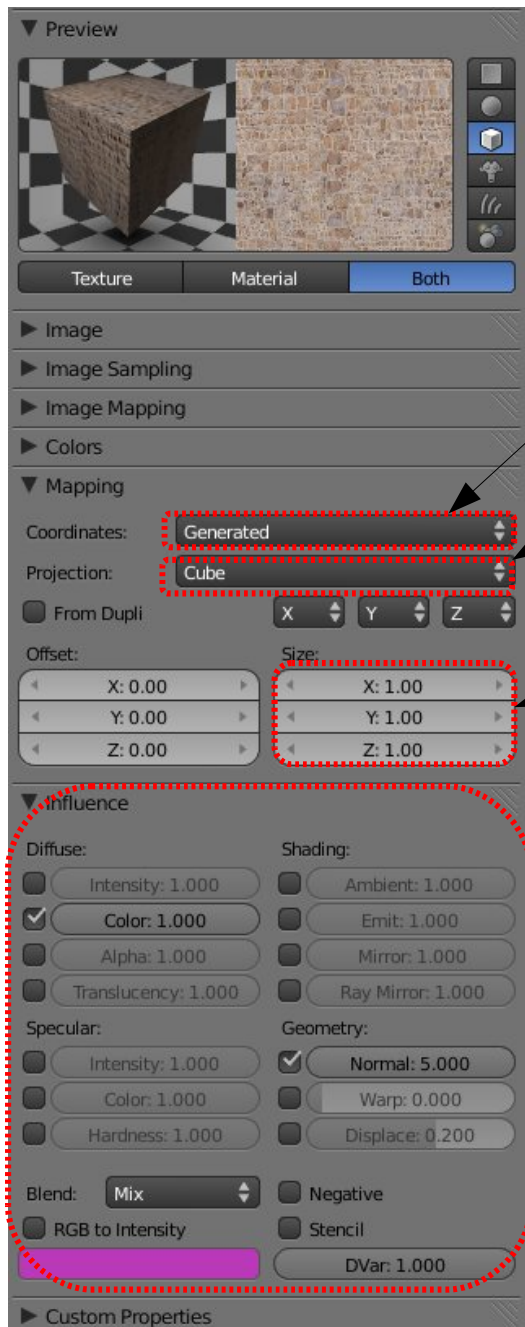 Preview
Texture Material Both
Image
Image Sampling
Image Mapping
Colors
Mapping
Coordinates: Generated
Projection: Cube
From Dupli X Y Z
Offset: Size:
X: 0.00 X: 1.00
Y: 0.00 Y: 1.00
Z: 0.00 Z: 1.00
Influence
Diffuse: Shading:
Intensity: 1.000 Ambient: 1.000
Color: 1.000 Emit: 1.000
Alpha: 1.000 Mirror: 1.000
Translucency: 1.000 Ray Mirror: 1.000
Specular: Geometry:
Intensity: 1.000 Normal: 5.000
Color: 1.000 Warp: 0.000
Hardness: 1.000 Displace: 0.200
Blend: Mix Negative
RGB to Intensity Stencil
DVar: 1.000
Custom Properties